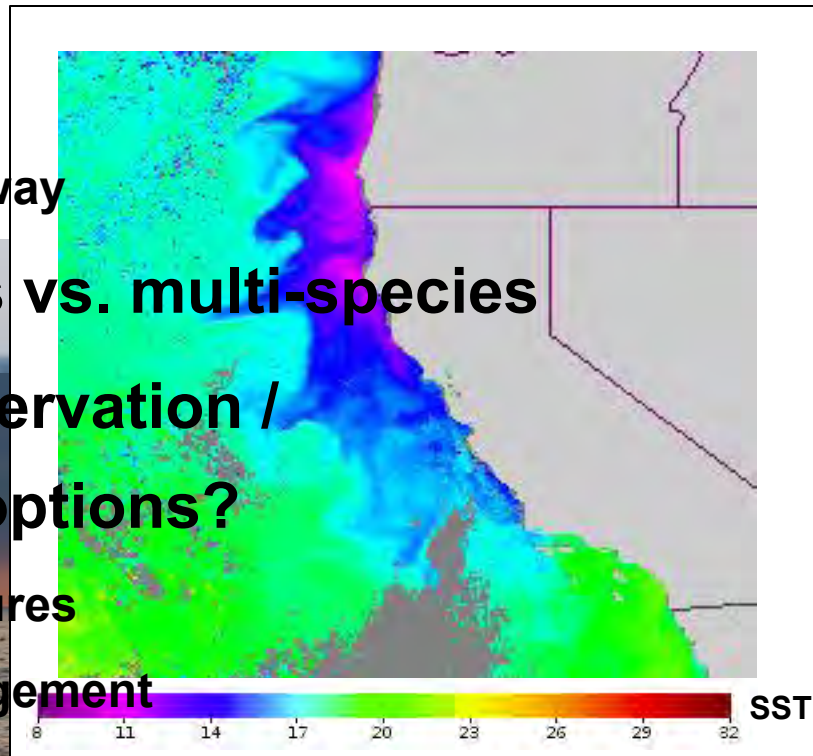 way
s vs. multi-species
ervation /
options?
ures
gement
SST
8 11 14 17 20 23 26 29 32